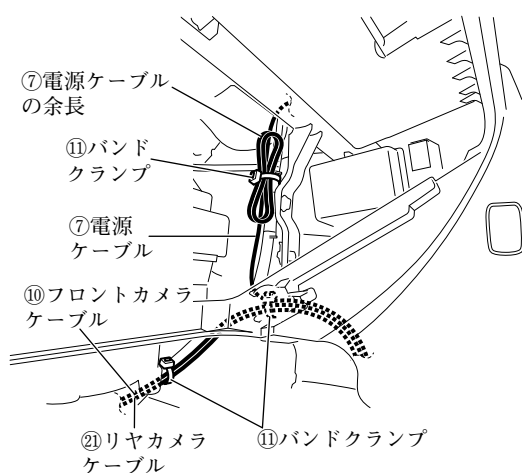 ⑦電源ケーブル
の余長
⑪バンド
クランプ
⑦電源
ケーブル
⑩フロントカメラ
ケーブル
㉑リヤカメラ
ケーブル
⑪バンドクランプ